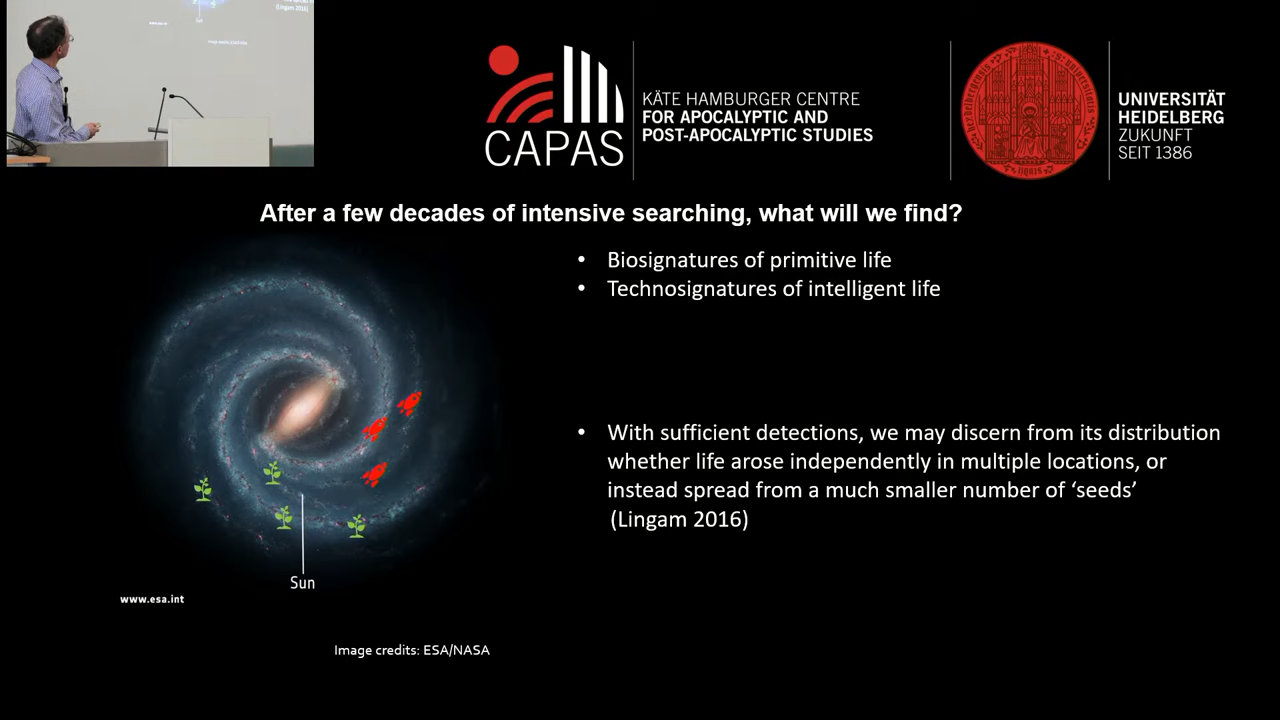 (Lingam 2016)
Sun
CAPAS
KÄTE HAMBURGER CENTRE
FOR APOCALYPTIC AND
POST-APOCALYPTIC STUDIES
UNIVERSITÄT
HEIDELBERG
ZUKUNFT
SEIT 1386
After a few decades of intensive searching, what will we find?
• Biosignatures of primitive life
• Technosignatures of intelligent life
• With sufficient detections, we may discern from its distribution
whether life arose independently in multiple locations, or
instead spread from a much smaller number of ‘seeds’
(Lingam 2016)
Sun
www.esa.int
Image credits: ESA/NASA